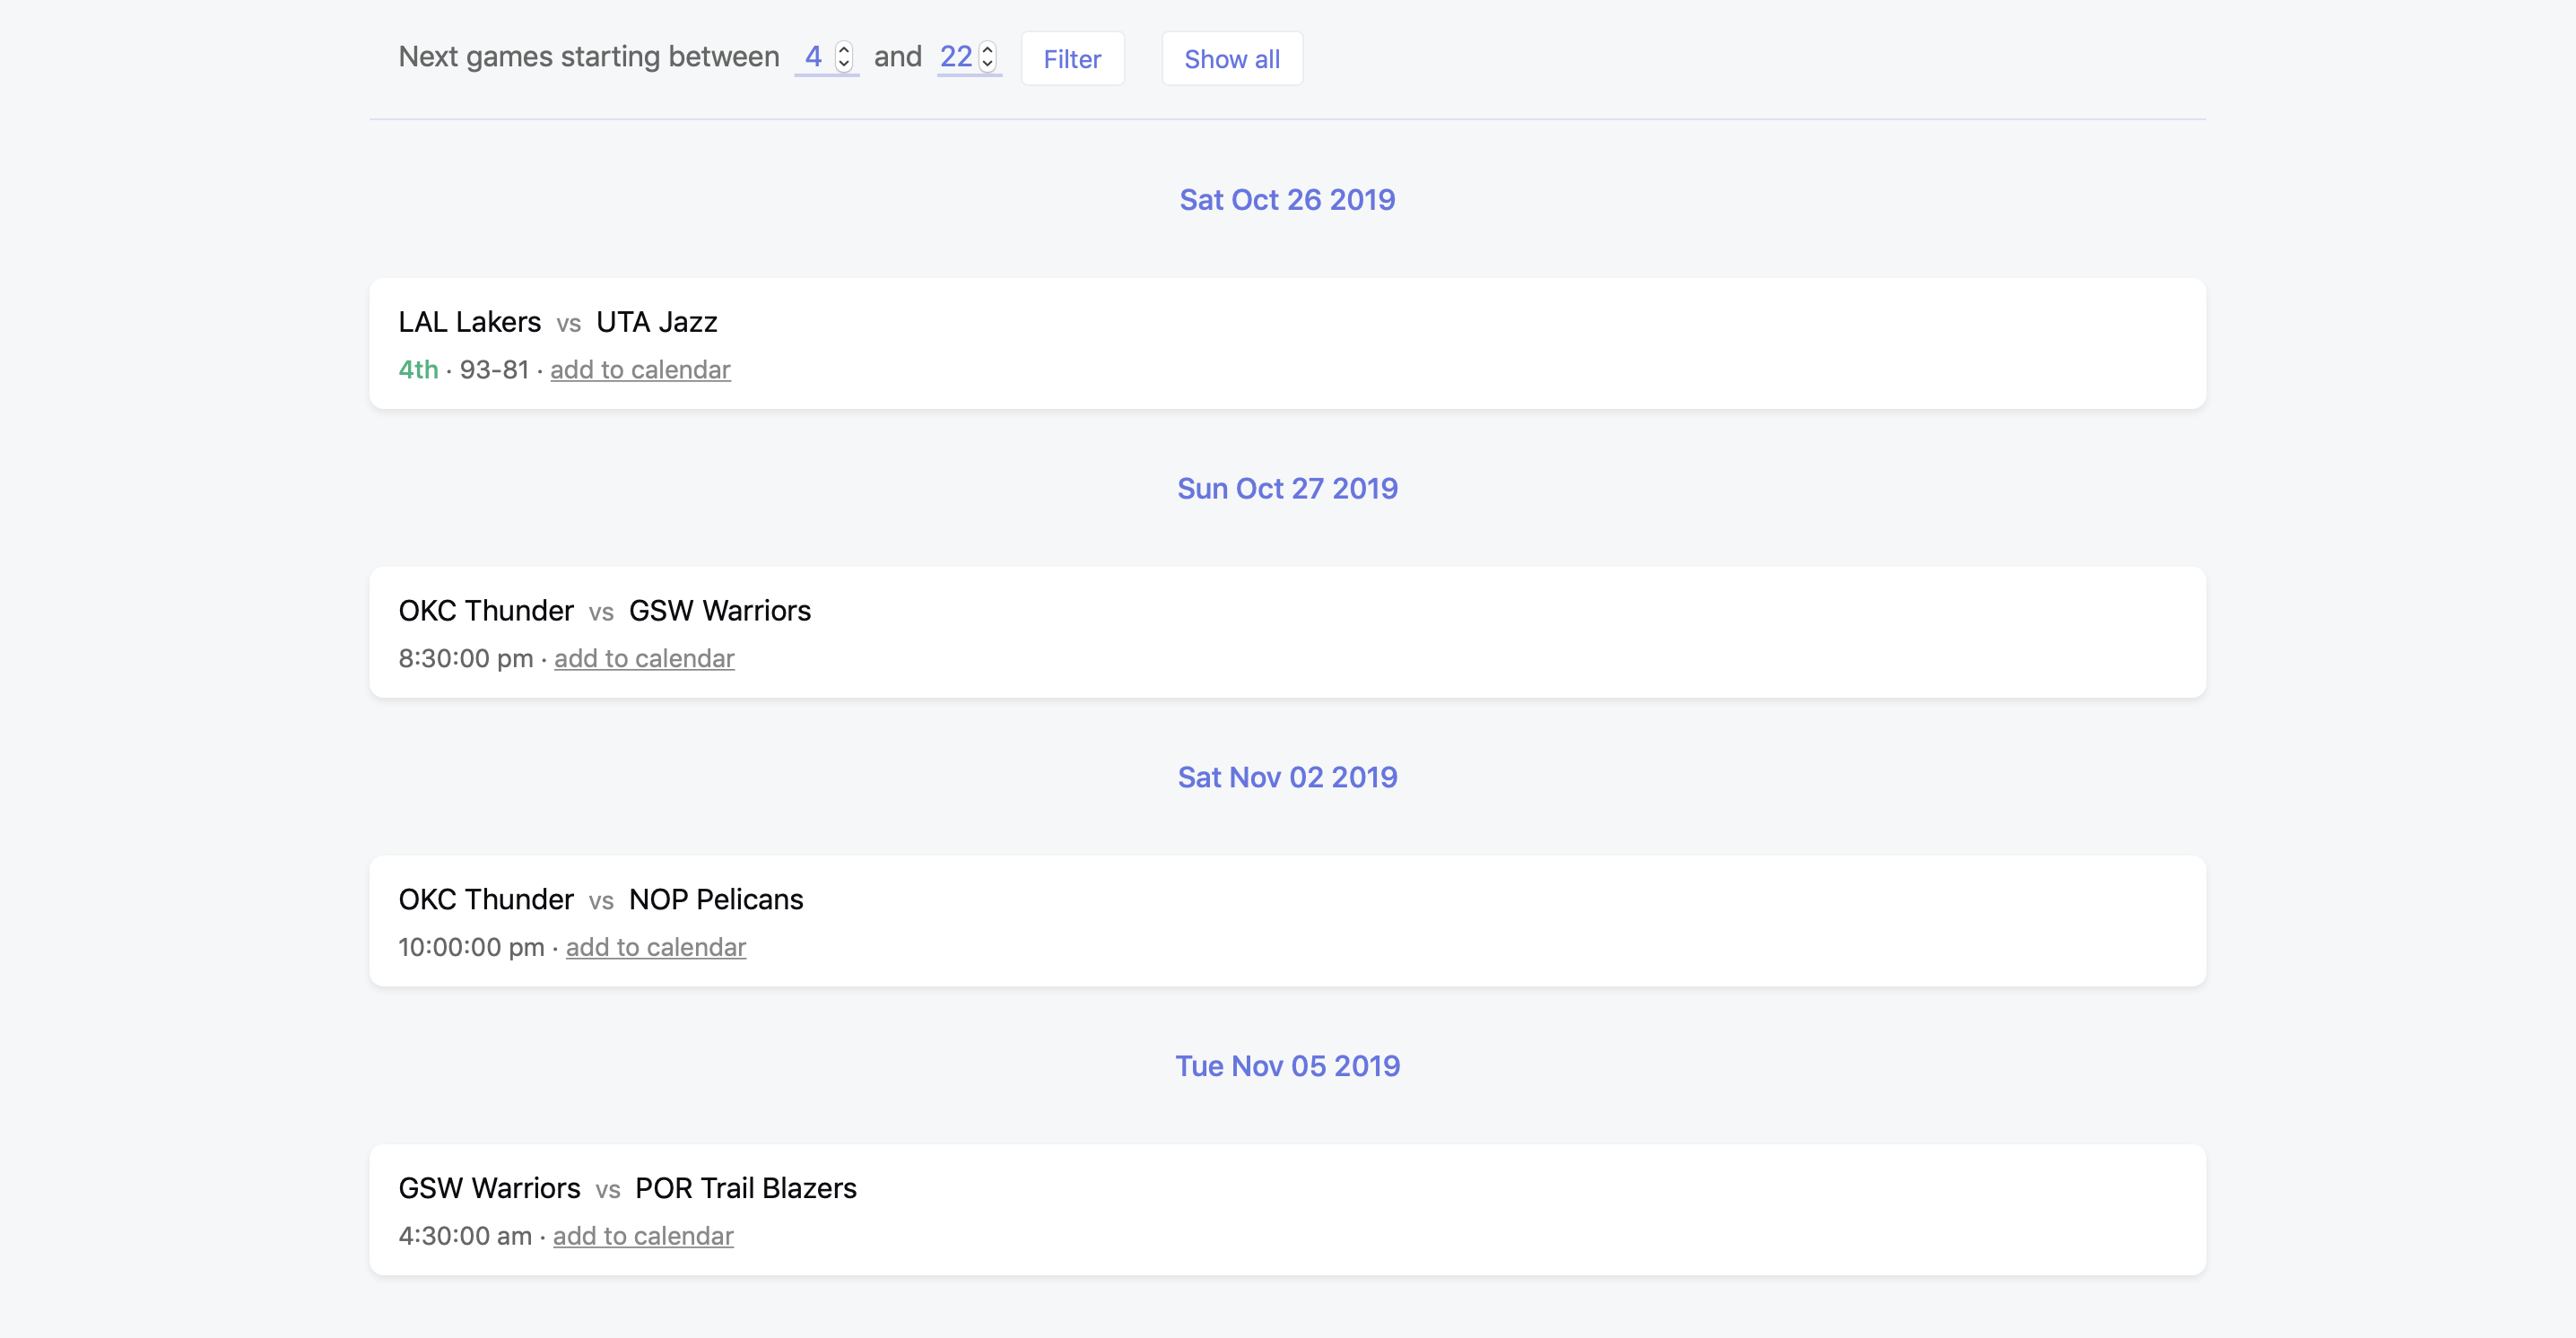 Next games starting between 4 and 22 Filter Show all
Sat Oct 26 2019
LAL Lakers vs UTA Jazz
4th · 93-81 · add to calendar
Sun Oct 27 2019
OKC Thunder vs GSW Warriors
8:30:00 pm · add to calendar
Sat Nov 02 2019
OKC Thunder vs NOP Pelicans
10:00:00 pm · add to calendar
Tue Nov 05 2019
GSW Warriors vs POR Trail Blazers
4:30:00 am · add to calendar